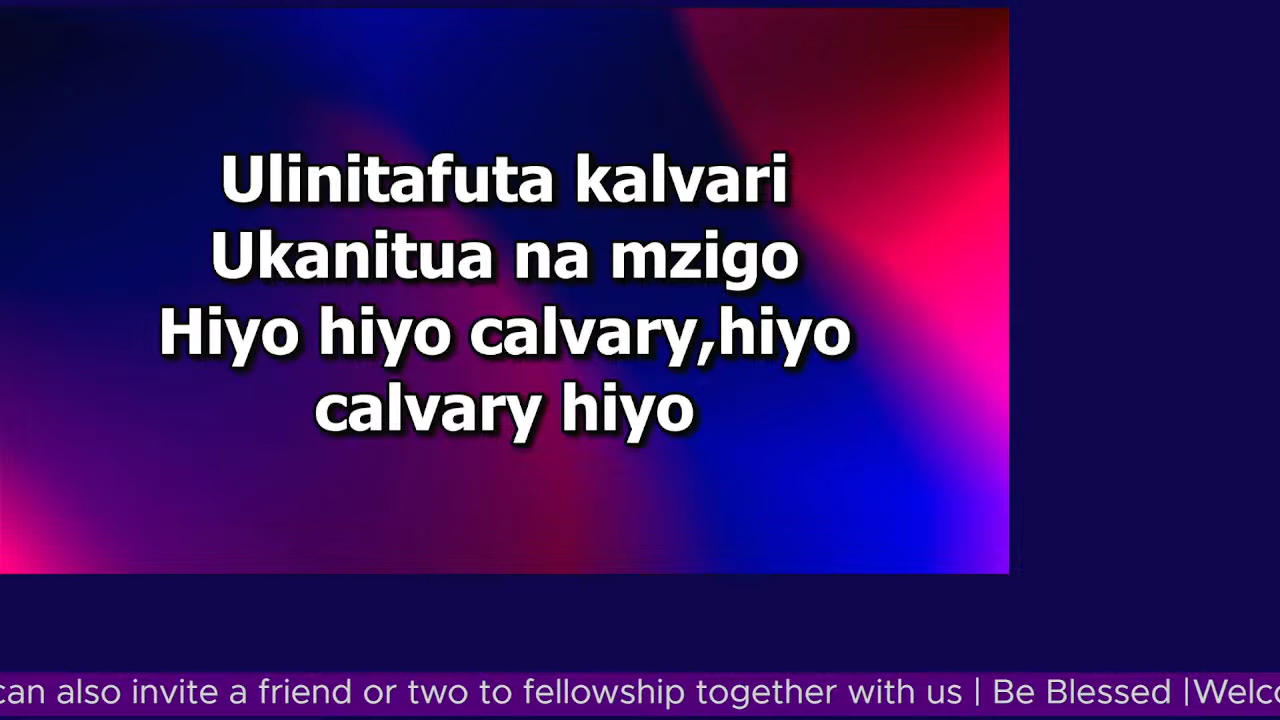 Ulinitafuta kalvari
Ukanitua na mzigo
Hiyo hiyo calvary,hiyo
calvary hiyo
can also invite a friend or two to fellowship together with us | Be Blessed |Welco